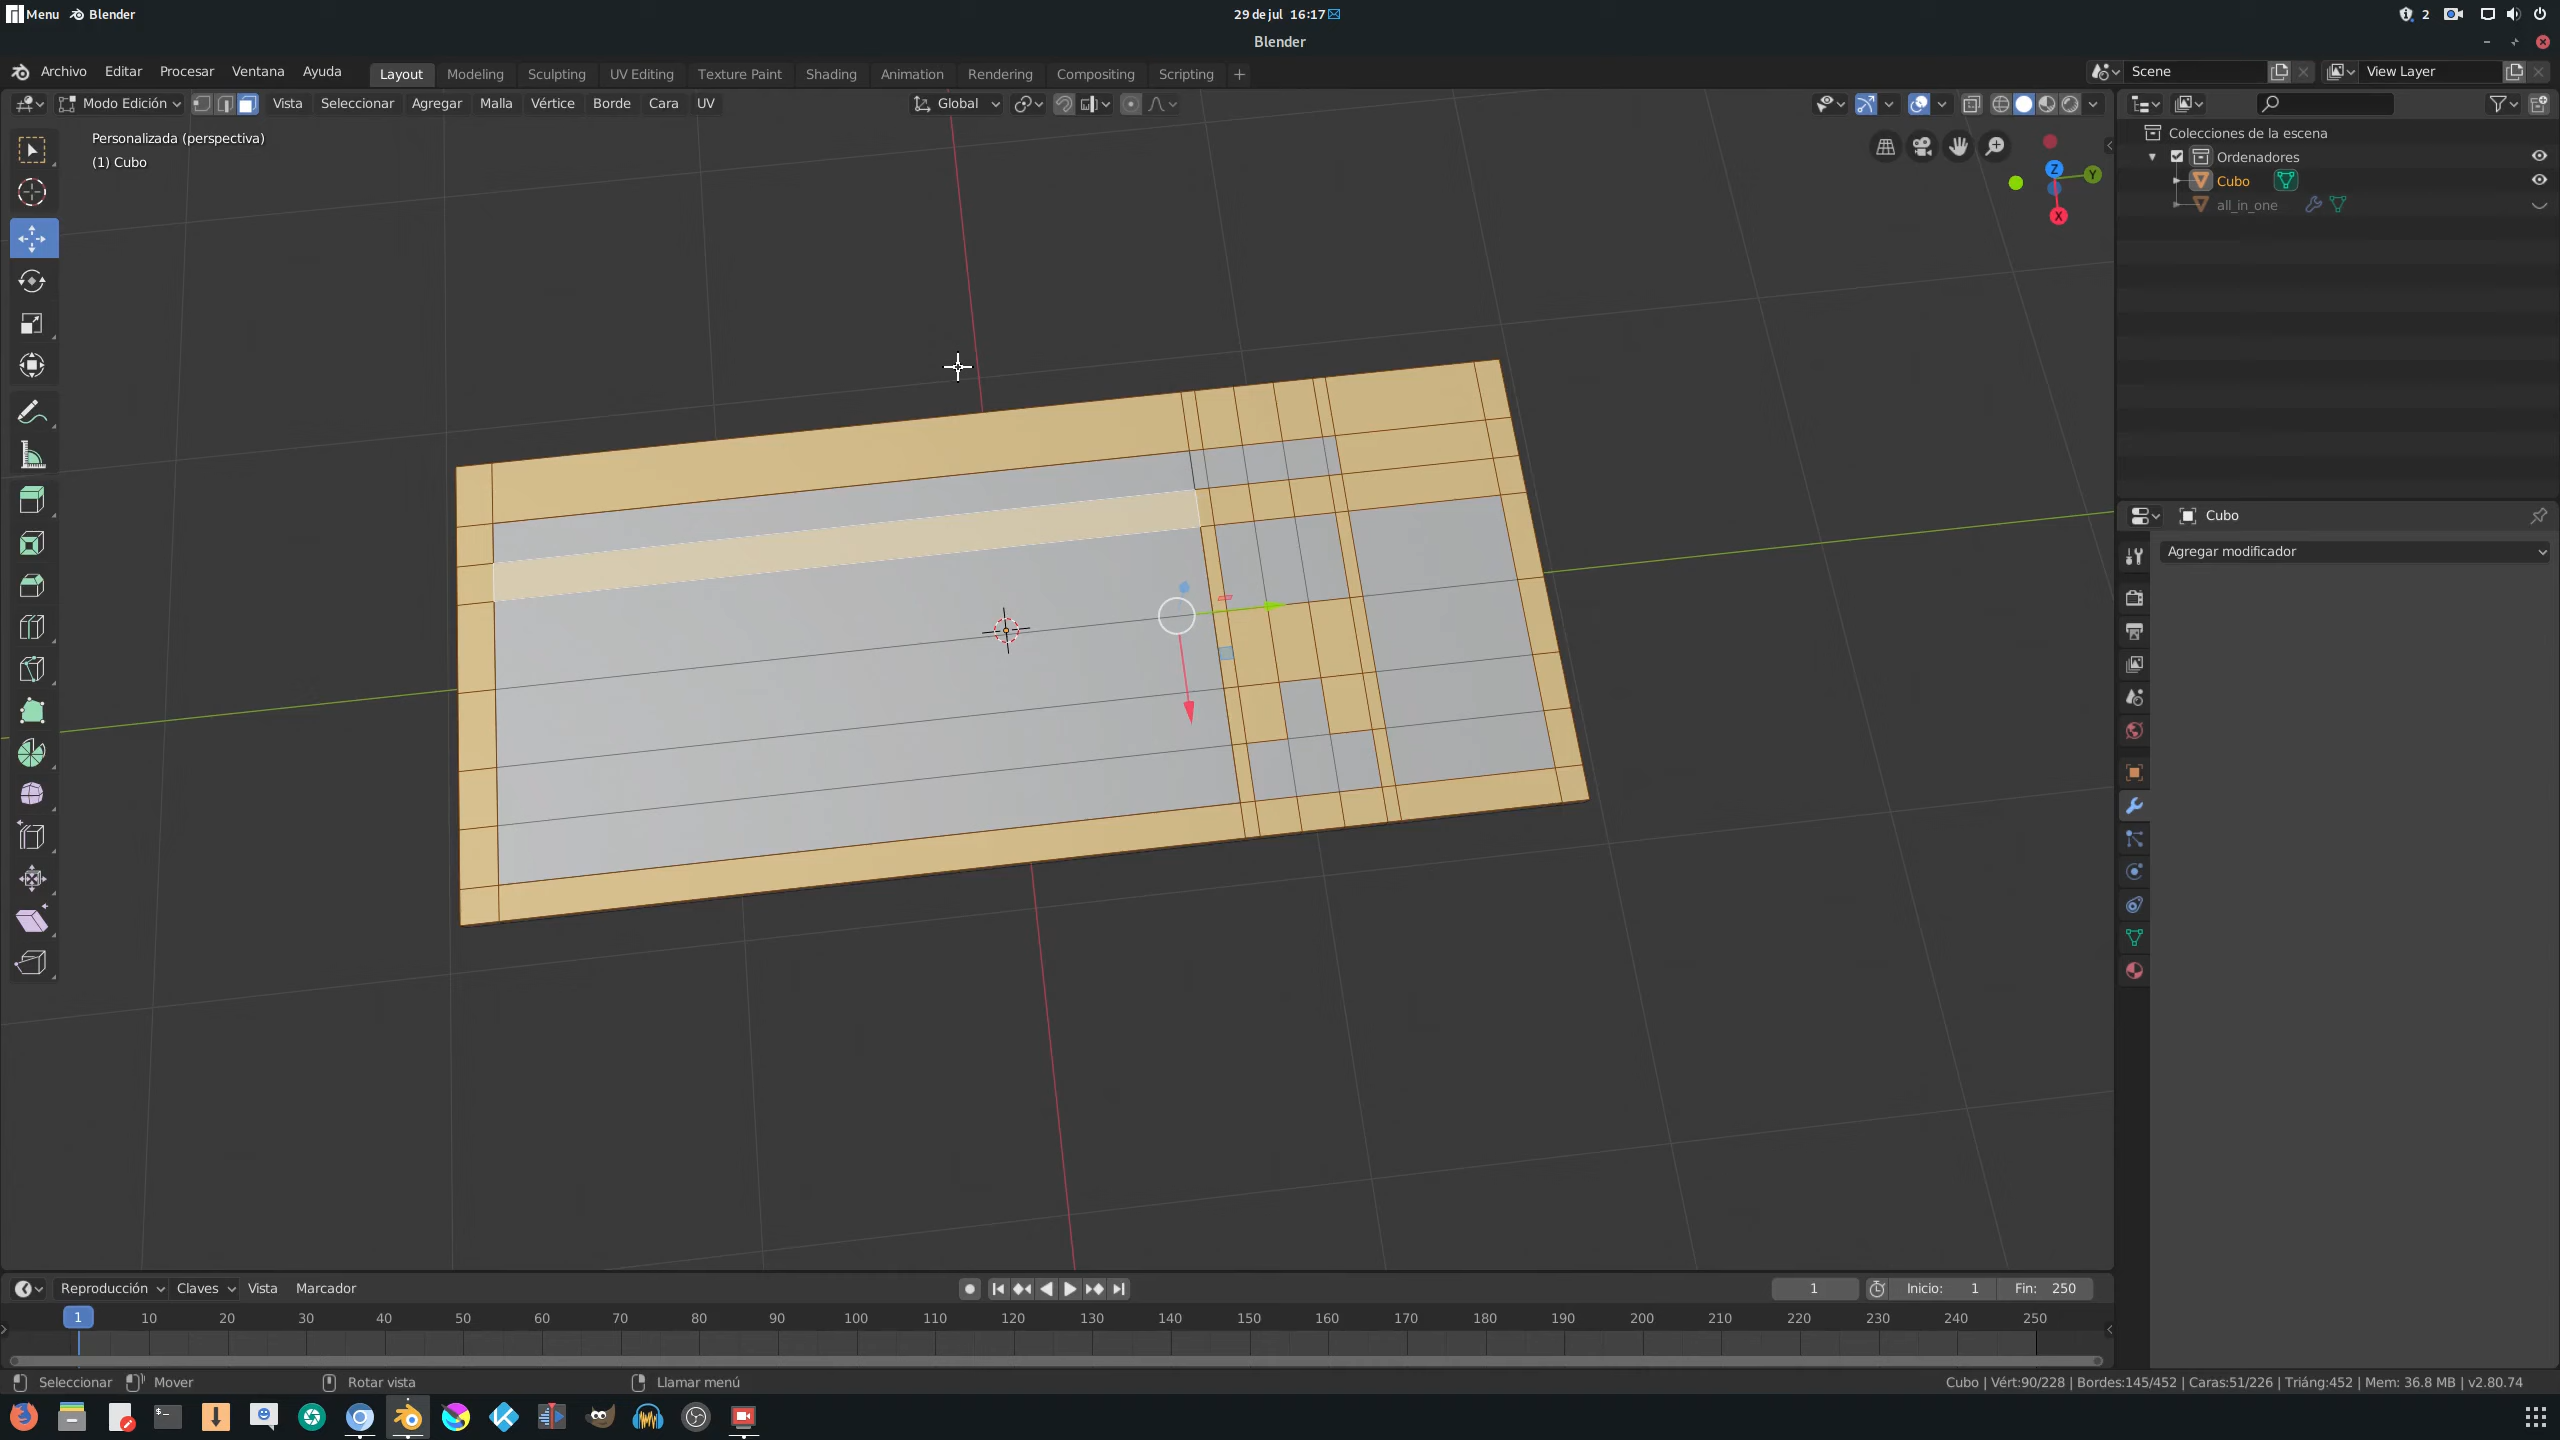 Menu Blender 29 de jul 16:17 2
Blender
Archivo Editar Procesar Ventana Ayuda Layout Modeling Sculpting UV Editing Texture Paint Shading Animation Rendering Compositing Scripting + Scene View Layer
Modo Edición Vista Seleccionar Agregar Malla Vértice Borde Cara UV Global
Personalizada (perspectiva)
(1) Cubo
Z
Y
X
Colecciones de la escena
Ordenadores
Cubo
all_in_one
Cubo
Agregar modificador
Reproducción Claves Vista Marcador 1 Inicio: 1 Fin: 250
1 10 20 30 40 50 60 70 80 90 100 110 120 130 140 150 160 170 180 190 200 210 220 230 240 250
Seleccionar Mover Rotar vista Llamar menú Cubo | Vért:90/228 | Bordes:145/452 | Caras:51/226 | Triáng:452 | Mem: 36.8 MB | v2.80.74